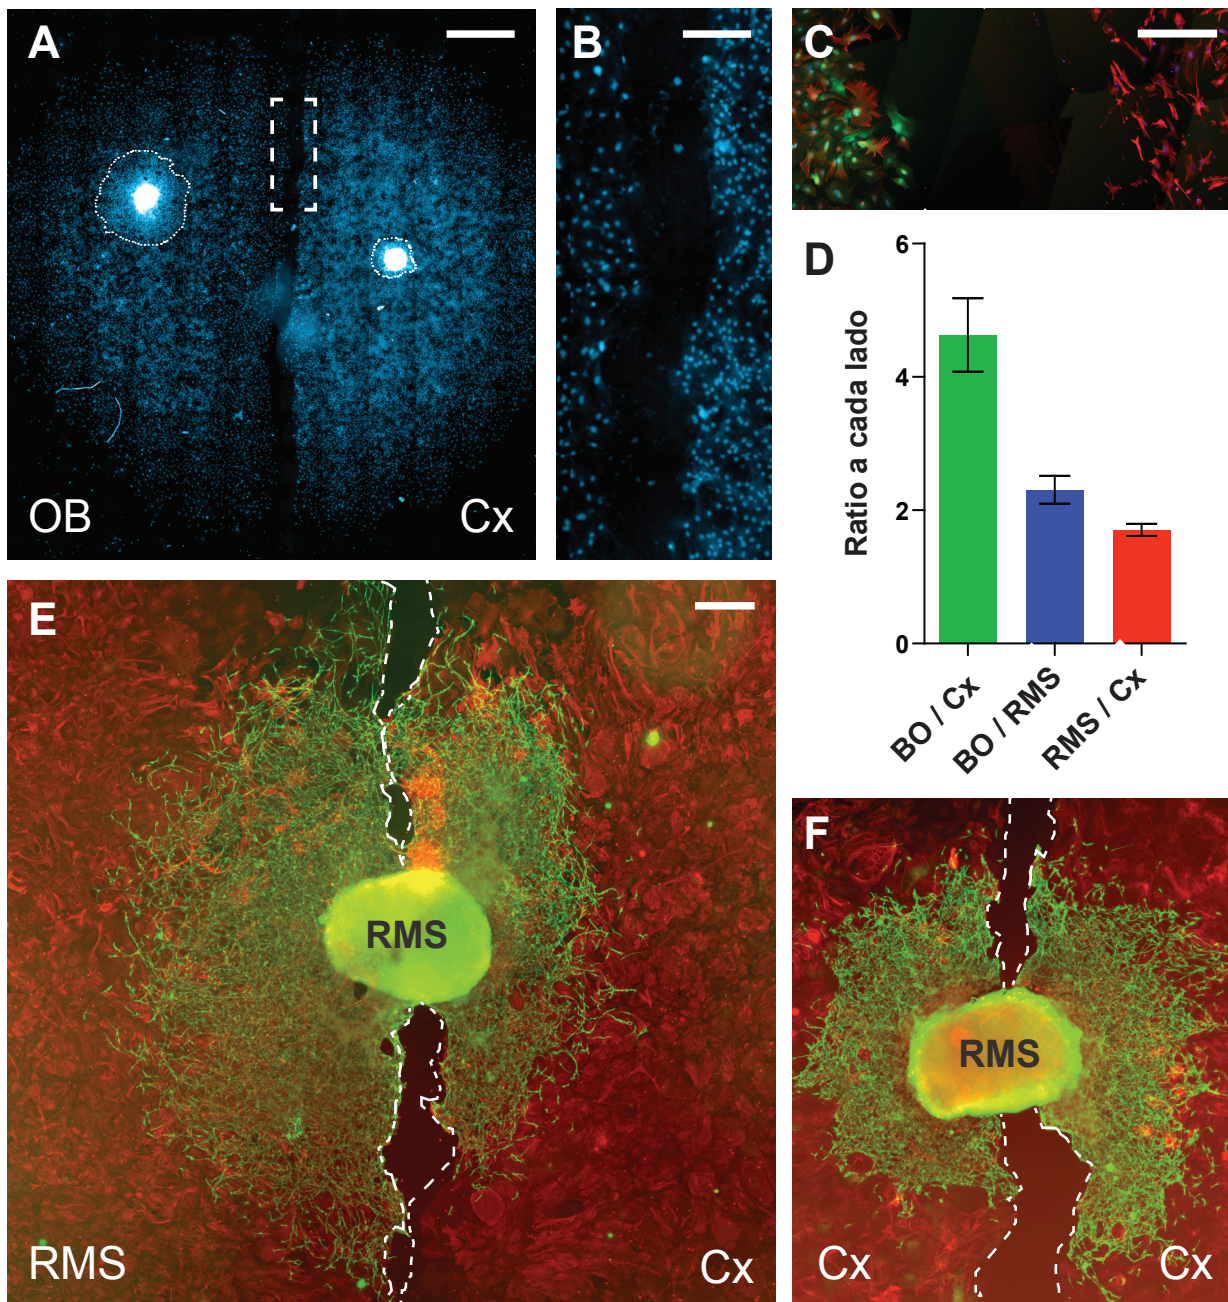 A
OB
Cx
B
C
D
Ratio a cada lado
6
4
2
0
BO / Cx
BO / RMS
RMS / Cx
E
RMS
RMS
Cx
F
RMS
Cx
Cx